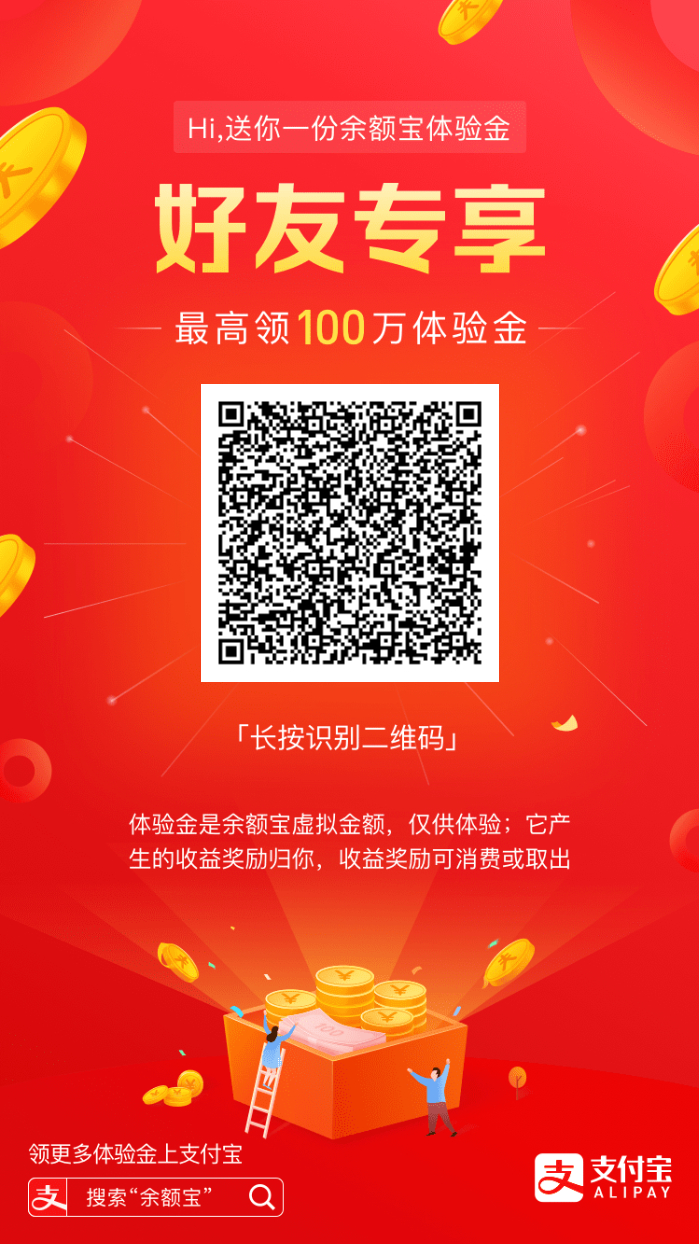 Hi,送你一份余额宝体验金
好友专享
最高领100万体验金
「长按识别二维码」
体验金是余额宝虚拟金额，仅供体验；它产
生的收益奖励归你，收益奖励可消费或取出
100
领更多体验金上支付宝
支 搜索“余额宝”
支 支付宝
ALIPAY